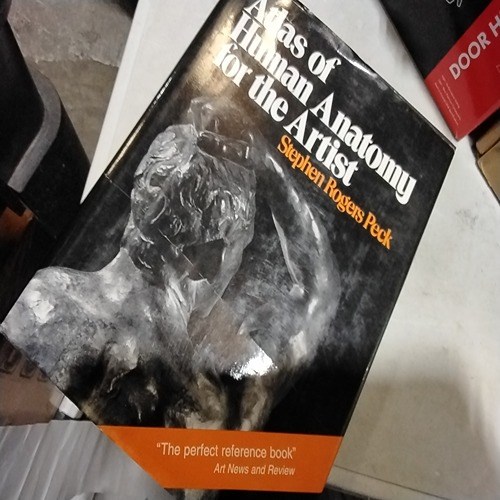 Atlas of
Human Anatomy
for the Artist
Stephen Rogers Peck
"The perfect reference book"
Art News and Review
DOOR H